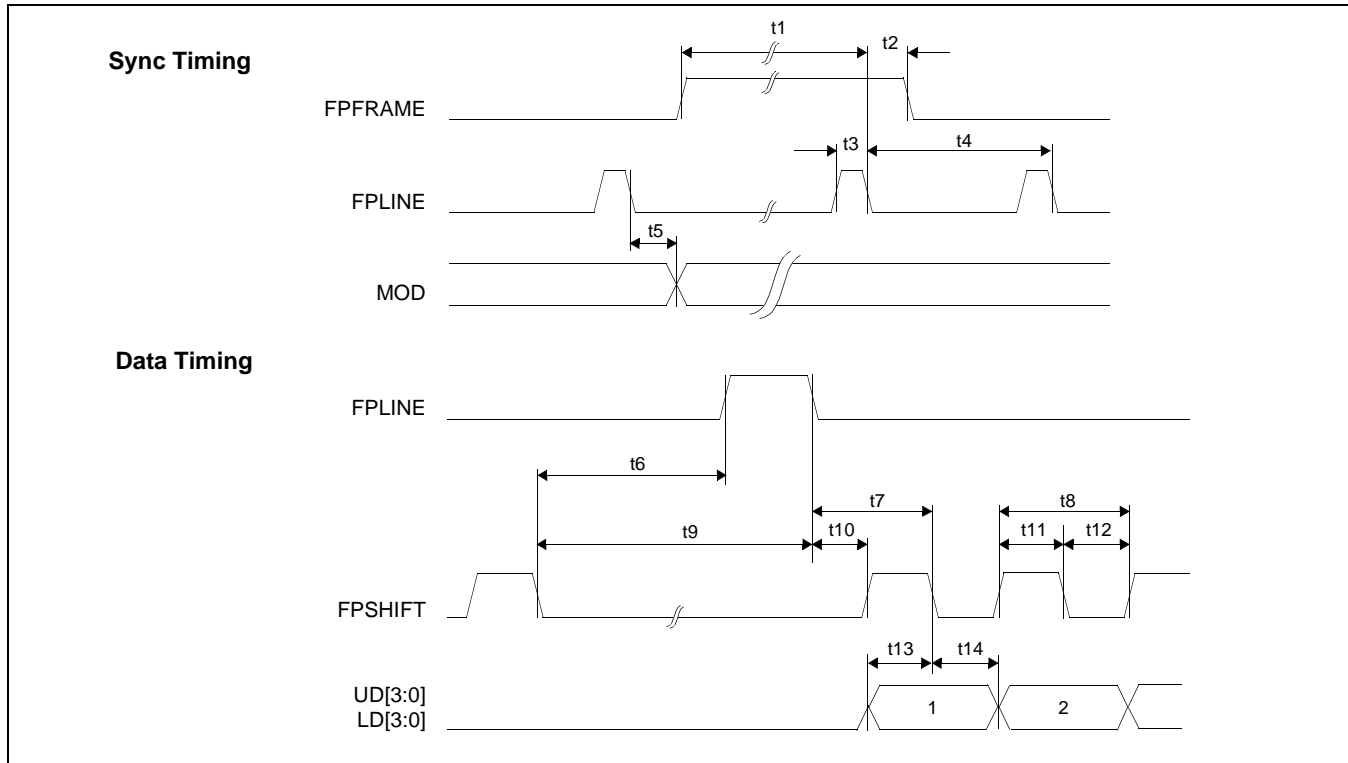 Sync Timing
t1
t2
FPFRAME
t3
t4
FPLINE
t5
MOD
Data Timing
FPLINE
t6
t7
t8
t9
t10
t11
t12
FPSHIFT
t13
t14
UD[3:0]
LD[3:0]
1
2